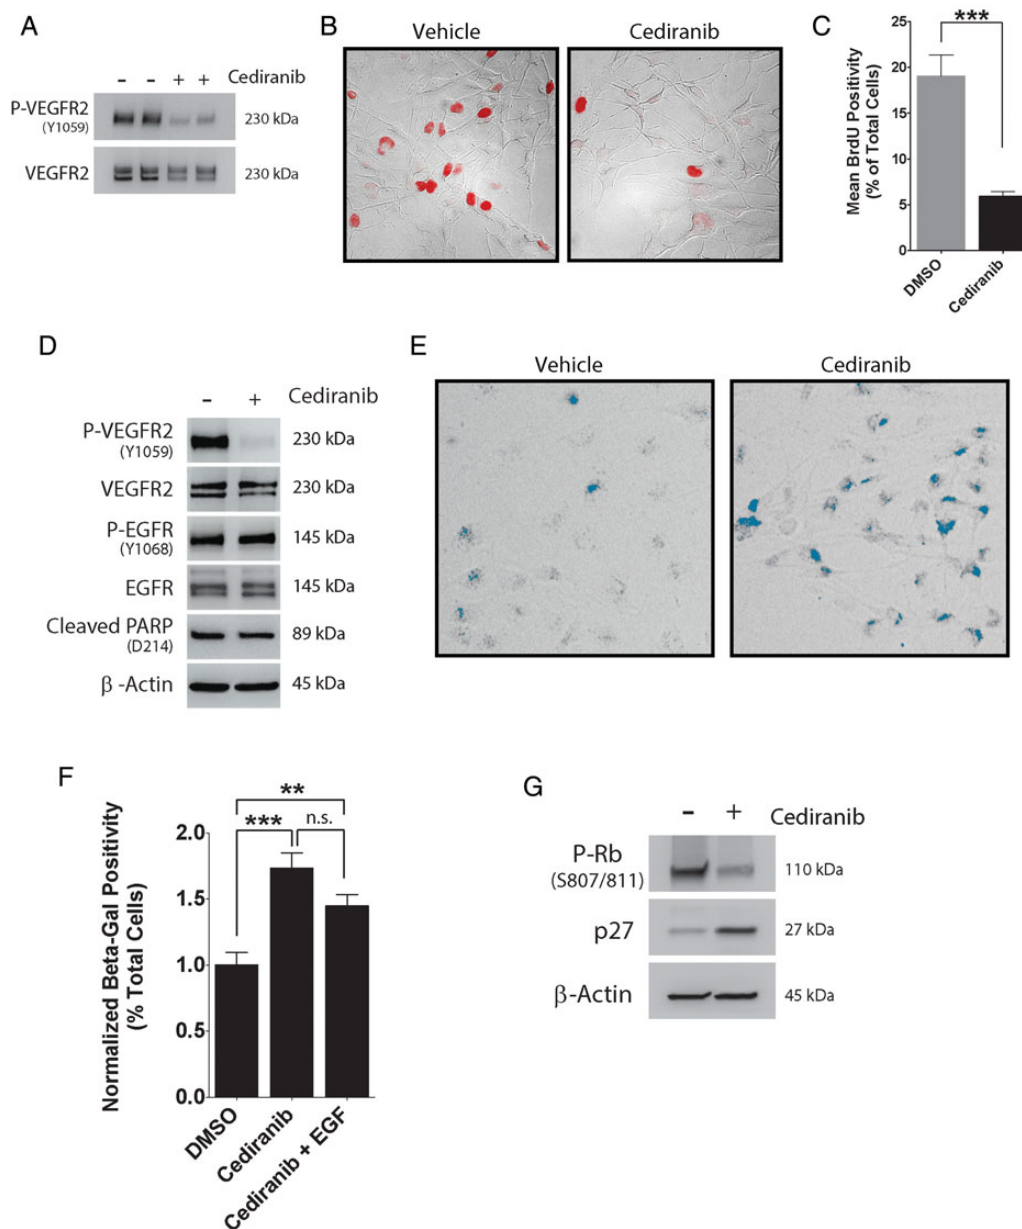 A
- - + + Cediranib
P-VEGFR2
(Y1059)
230 kDa
VEGFR2
230 kDa
B
Vehicle
Cediranib
C
***
Mean BrdU Positivity
(% of Total Cells)
25
20
15
10
5
0
DMSO
Cediranib
D
- + Cediranib
P-VEGFR2
(Y1059)
230 kDa
VEGFR2
230 kDa
P-EGFR
(Y1068)
145 kDa
EGFR
145 kDa
Cleaved PARP
(D214)
89 kDa
β -Actin
45 kDa
E
Vehicle
Cediranib
F
**
***
n.s.
Normalized Beta-Gal Positivity
(% Total Cells)
2.0
1.5
1.0
0.5
0.0
DMSO
Cediranib
Cediranib + EGF
G
- + Cediranib
P-Rb
(S807/811)
110 kDa
p27
27 kDa
β-Actin
45 kDa